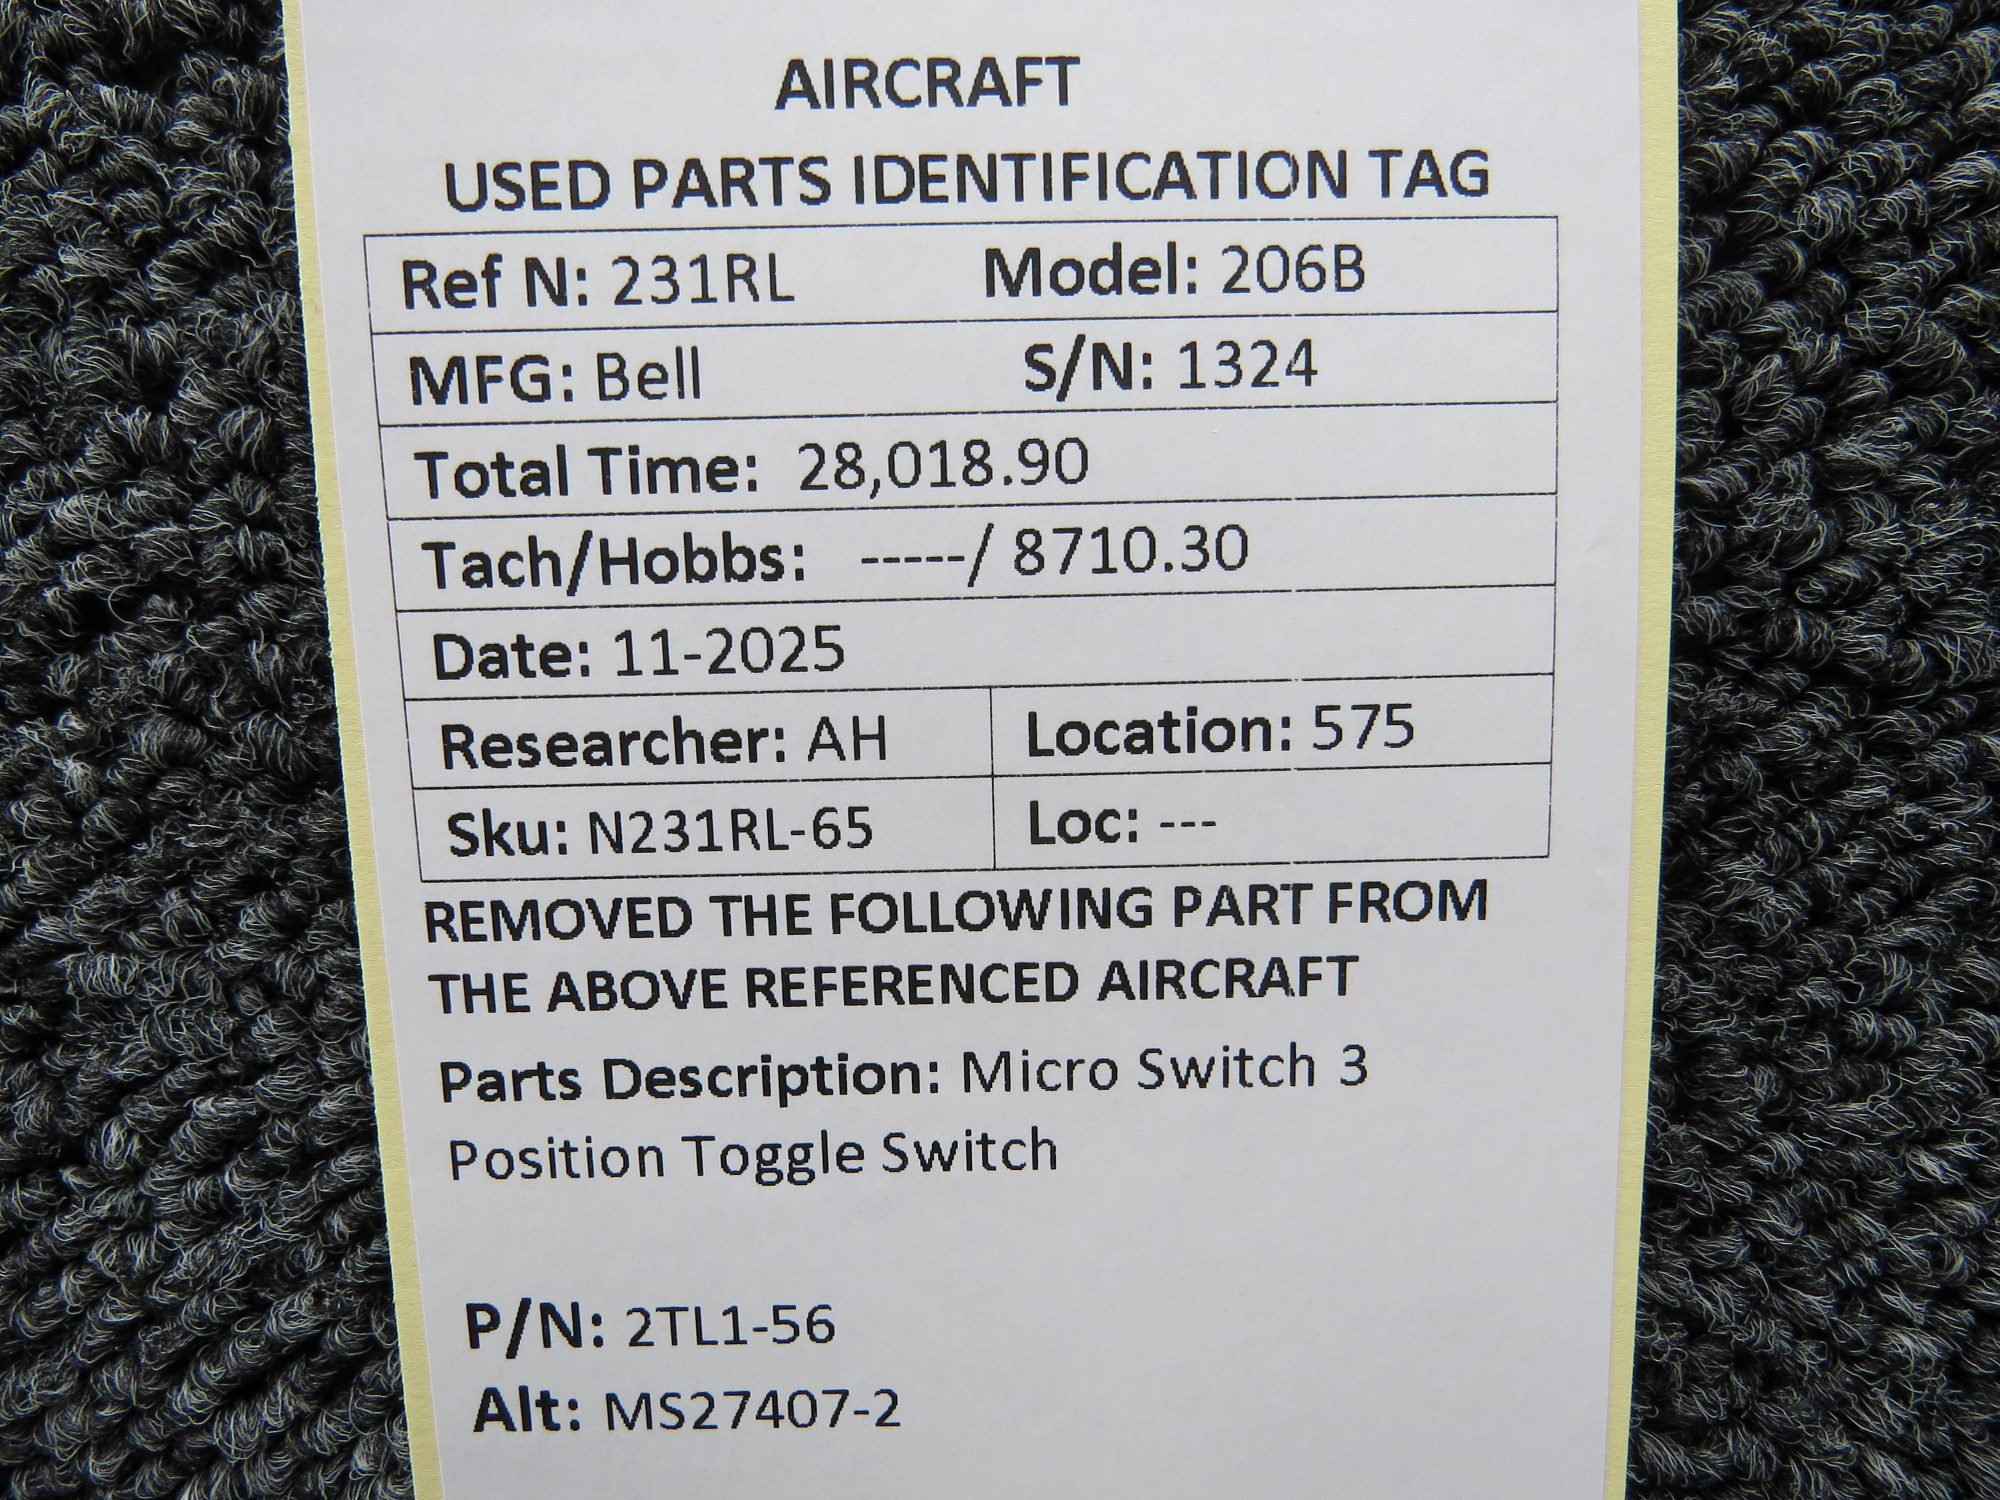 AIRCRAFT
USED PARTS IDENTIFICATION TAG
Ref N: 231RL Model: 206B
MFG: Bell S/N: 1324
Total Time: 28,018.90
Tach/Hobbs: -----/ 8710.30
Date: 11-2025
Researcher: AH Location: 575
Sku: N231RL-65 Loc: ---
REMOVED THE FOLLOWING PART FROM
THE ABOVE REFERENCED AIRCRAFT
Parts Description: Micro Switch 3
Position Toggle Switch
P/N: 2TL1-56
Alt: MS27407-2